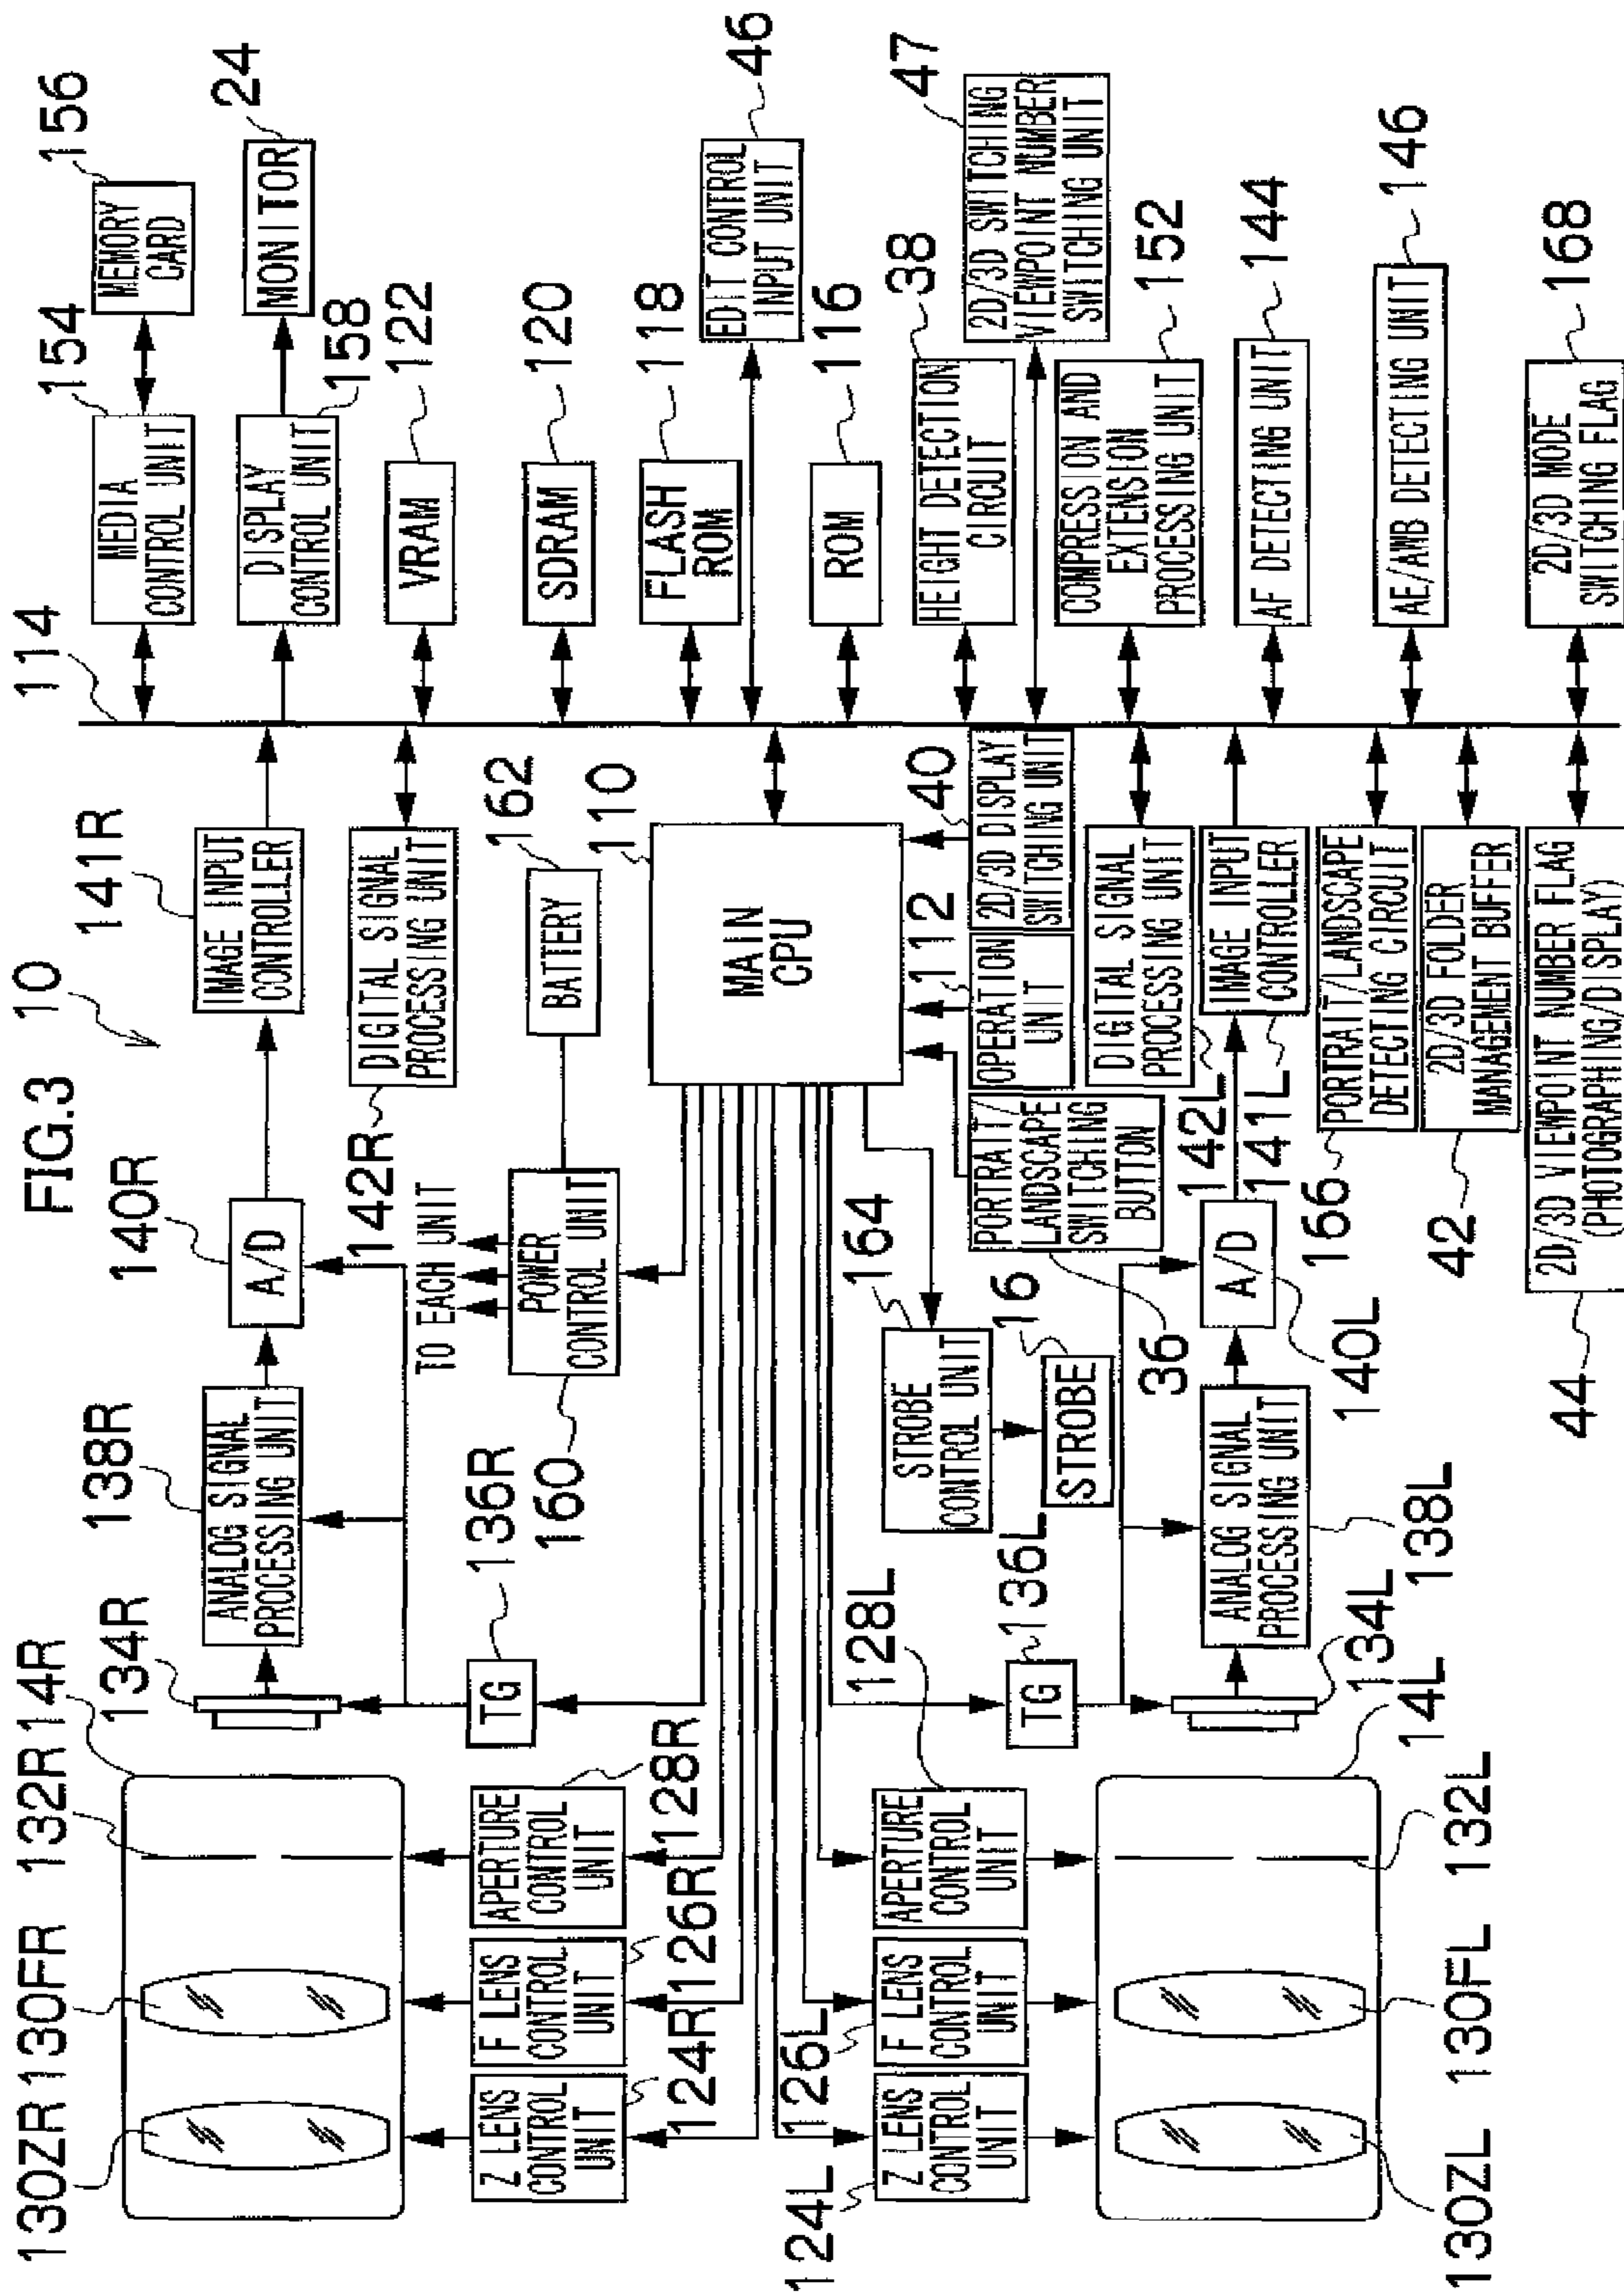 FIG.3
10
130ZR
130FR
132R
14R
134R
138R
140R
141R
114
154
156
ANALOG SIGNAL
PROCESSING UNIT
A/D
IMAGE INPUT
CONTROLLER
MEDIA
CONTROL UNIT
MEMORY
CARD
24
DISPLAY
CONTROL UNIT
MONITOR
158
142R
DIGITAL SIGNAL
PROCESSING UNIT
VRAM
122
TO EACH UNIT
136R
TG
160
POWER
CONTROL UNIT
BATTERY
162
SDRAM
120
Z LENS
CONTROL
UNIT
F LENS
CONTROL
UNIT
APERTURE
CONTROL
UNIT
124R
126R
128R
110
MAIN
CPU
FLASH
ROM
118
EDIT CONTROL
INPUT UNIT
46
ROM
116
124L
126L
128L
Z LENS
CONTROL
UNIT
F LENS
CONTROL
UNIT
APERTURE
CONTROL
UNIT
164
STROBE
CONTROL UNIT
16
STROBE
112
40
PORTRAIT/
LANDSCAPE
SWITCHING
BUTTON
36
OPERATION
UNIT
2D/3D DISPLAY
SWITCHING UNIT
HEIGHT DETECTION
CIRCUIT
38
2D/3D SWITCHING
VIEWPOINT NUMBER
SWITCHING UNIT
47
136L
TG
142L
DIGITAL SIGNAL
PROCESSING UNIT
COMPRESSION AND
EXTENSION
PROCESSING UNIT
152
130ZL
130FL
132L
14L
134L
138L
ANALOG SIGNAL
PROCESSING UNIT
140L
A/D
141L
IMAGE INPUT
CONTROLLER
AF DETECTING UNIT
144
166
PORTRAIT/LANDSCAPE
DETECTING CIRCUIT
AE/AWB DETECTING UNIT
146
42
2D/3D FOLDER
MANAGEMENT BUFFER
44
2D/3D VIEWPOINT NUMBER FLAG
(PHOTOGRAPHING/DISPLAY)
2D/3D MODE
SWITCHING FLAG
168